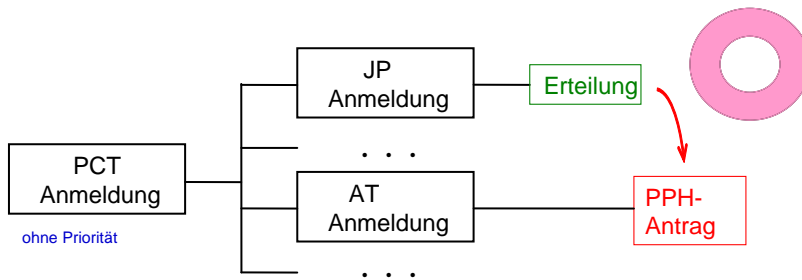 JP
Anmeldung
Erteilung
. . .
PCT
Anmeldung
AT
Anmeldung
PPH-
Antrag
ohne Priorität
. . .